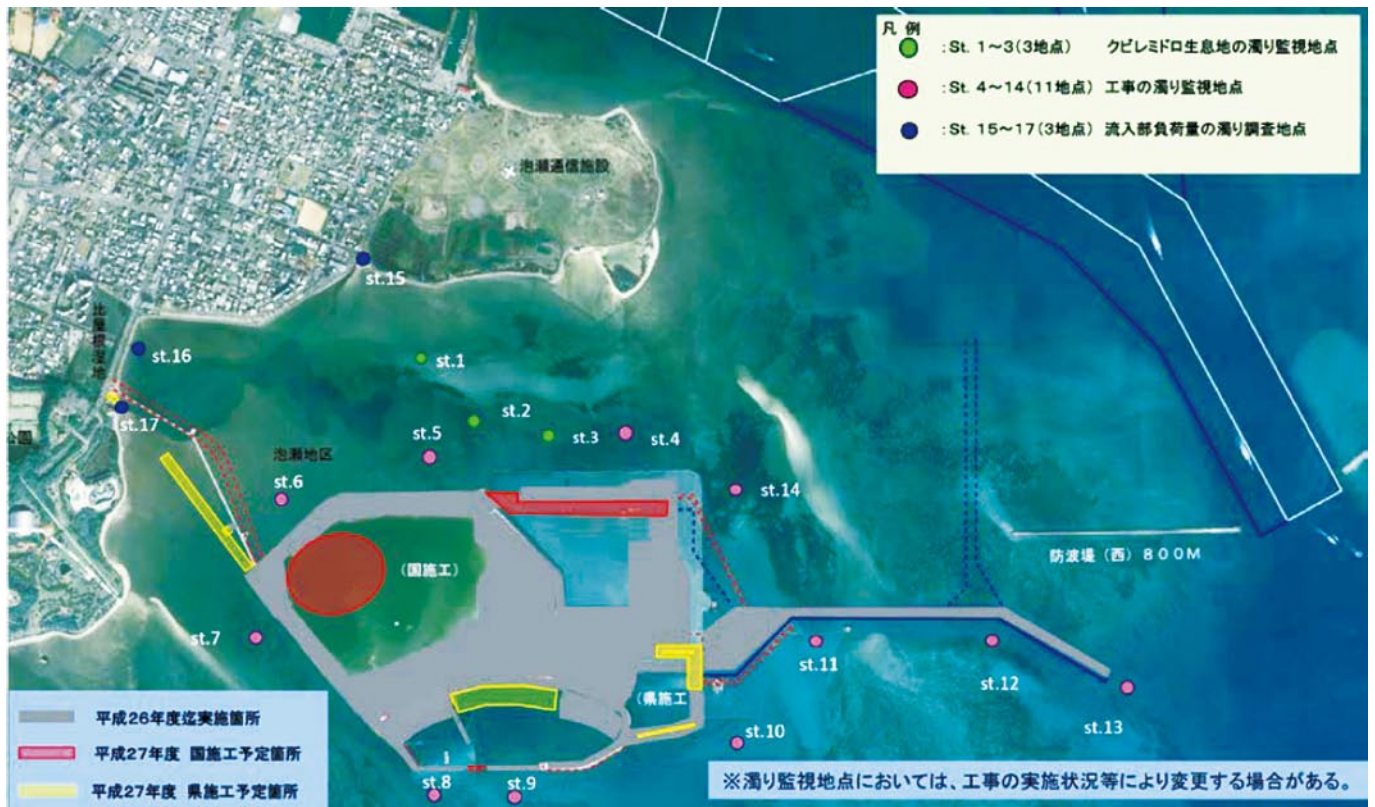 凡 例
:St. 1～3(3地点) クビレミドロ生息地の濁り監視地点
:St. 4～14(11地点) 工事の濁り監視地点
:St. 15～17(3地点) 流入部負荷量の濁り調査地点
泡瀬通信施設
st.15
比屋根湿地
st.16
st.1
st.17
公園
st.2
st.3
st.4
st.5
泡瀬地区
st.6
st.14
防波堤（西）８００Ｍ
（国施工）
st.7
st.11
st.12
st.13
（県施工
st.10
st.8
st.9
平成26年度迄実施箇所
平成27年度 国施工予定箇所
平成27年度 県施工予定箇所
※濁り監視地点においては、工事の実施状況等により変更する場合がある。